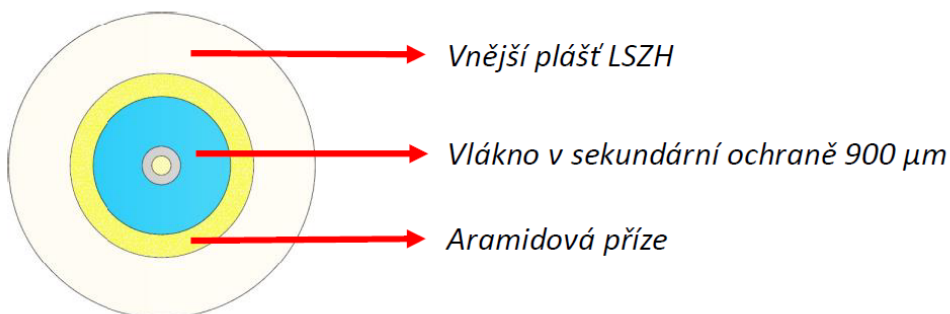 Vnější plášť LSZH
Vlákno v sekundární ochraně 900 μm
Aramidová příze